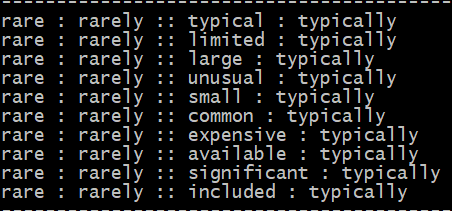 rare : rarely :: typical : typically
rare : rarely :: limited : typically
rare : rarely :: large : typically
rare : rarely :: unusual : typically
rare : rarely :: small : typically
rare : rarely :: common : typically
rare : rarely :: expensive : typically
rare : rarely :: available : typically
rare : rarely :: significant : typically
rare : rarely :: included : typically